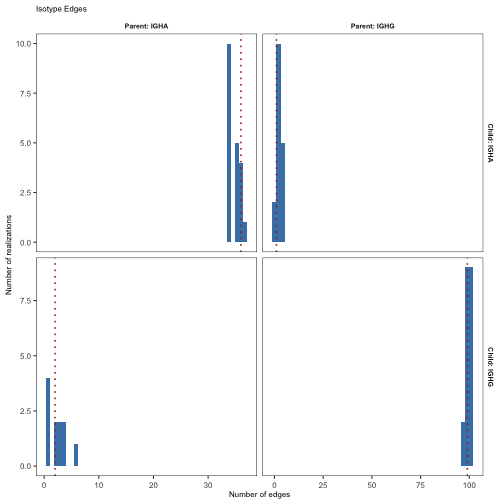 Isotype Edges
Parent: IGHA
Parent: IGHG
10.0
7.5
5.0
2.5
0.0
Child: IGHA
Number of realizations
7.5
5.0
2.5
0.0
Child: IGHG
0 10 20 30
0 25 50 75 100
Number of edges